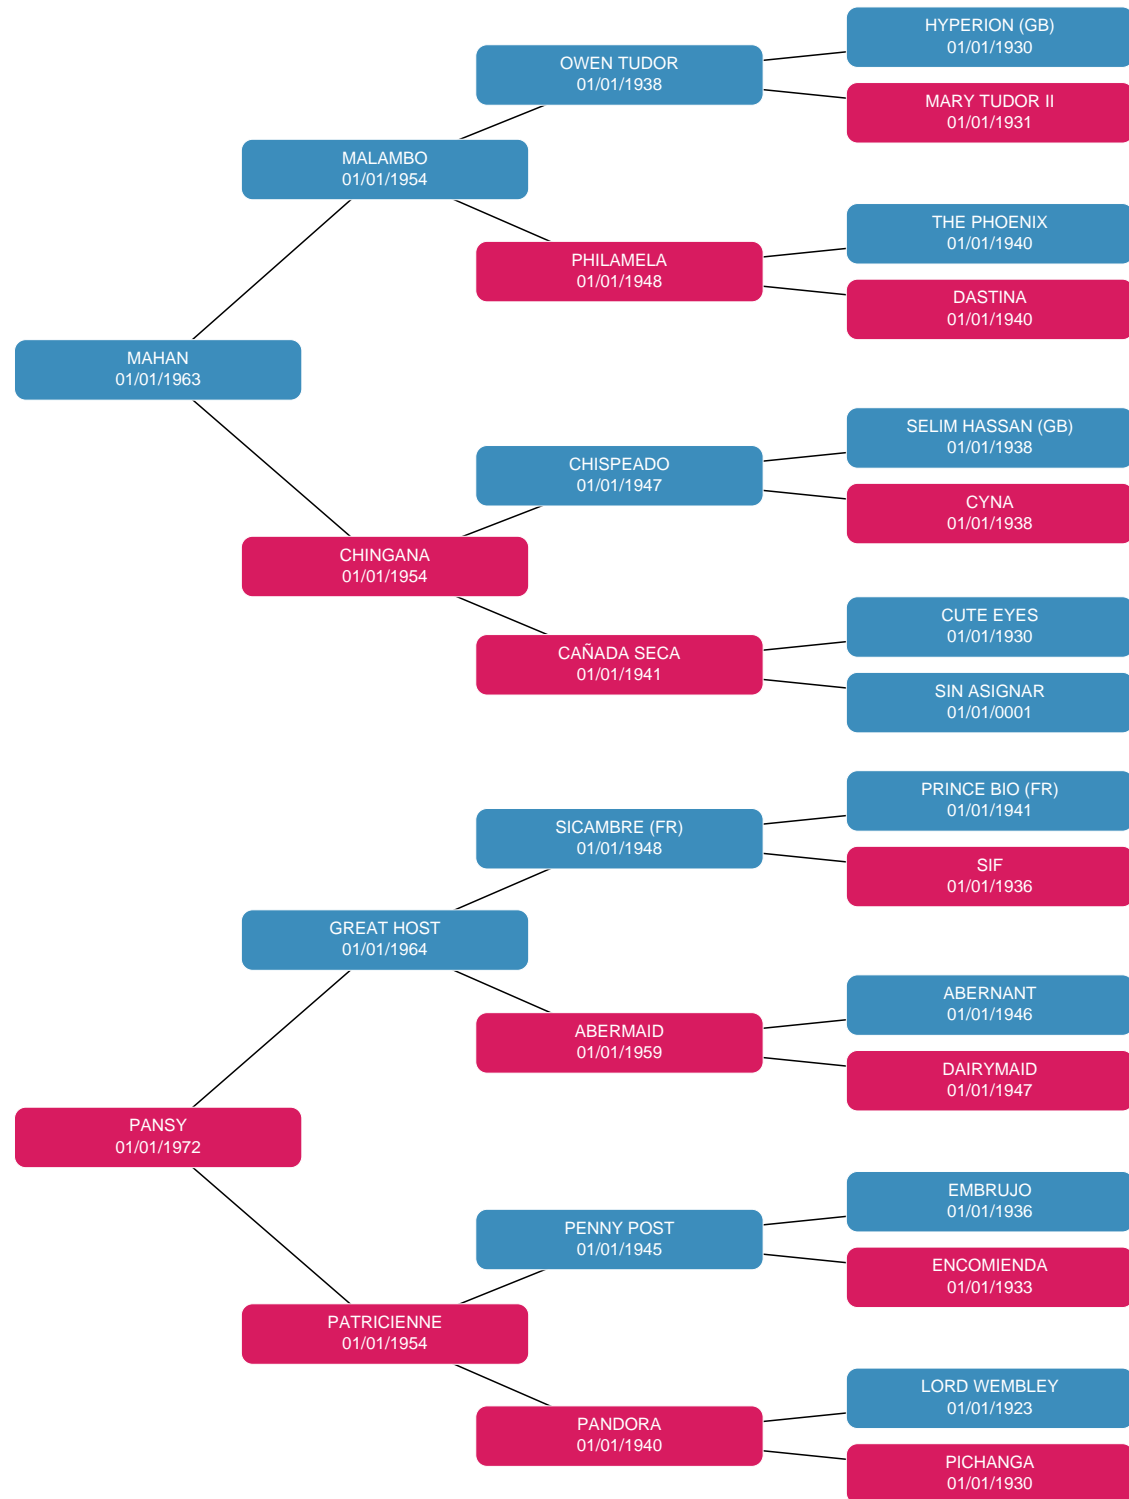 HYPERION (GB)
01/01/1930
OWEN TUDOR
01/01/1938
MARY TUDOR II
01/01/1931
MALAMBO
01/01/1954
THE PHOENIX
01/01/1940
PHILAMELA
01/01/1948
DASTINA
01/01/1940
MAHAN
01/01/1963
SELIM HASSAN (GB)
01/01/1938
CHISPEADO
01/01/1947
CYNA
01/01/1938
CHINGANA
01/01/1954
CUTE EYES
01/01/1930
CAÑADA SECA
01/01/1941
SIN ASIGNAR
01/01/0001
PRINCE BIO (FR)
01/01/1941
SICAMBRE (FR)
01/01/1948
SIF
01/01/1936
GREAT HOST
01/01/1964
ABERNANT
01/01/1946
ABERMAID
01/01/1959
DAIRYMAID
01/01/1947
PANSY
01/01/1972
EMBRUJO
01/01/1936
PENNY POST
01/01/1945
ENCOMIENDA
01/01/1933
PATRICIENNE
01/01/1954
LORD WEMBLEY
01/01/1923
PANDORA
01/01/1940
PICHANGA
01/01/1930